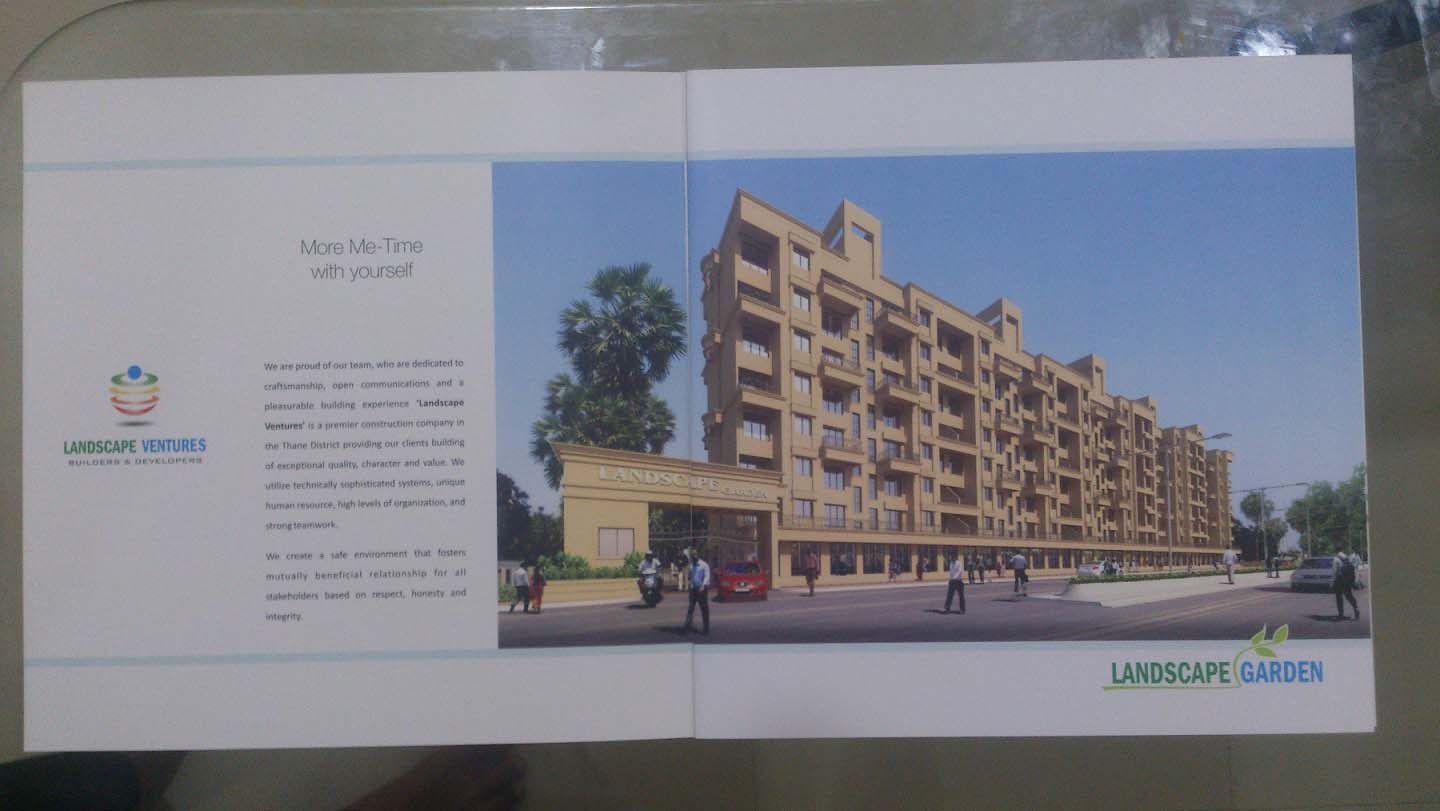 More Me-Time
with yourself
We are proud of our team, who are dedicated to
craftsmanship, open communications and a
pleasurable building experience 'Landscape
Ventures' is a premier construction company in
the Thane District providing our clients building
of exceptional quality, character and value. We
utilize technically sophisticated systems, unique
human resource, high levels of organization, and
strong teamwork.
We create a safe environment that fosters
mutually beneficial relationship for all
stakeholders based on respect, honesty and
integrity.
LANDSCAPE VENTURES
BUILDERS & DEVELOPERS
LANDSCAPE GARDEN
LANDSCAPE GARDEN